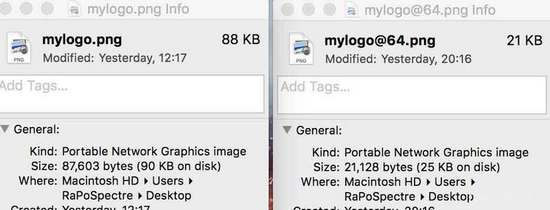 mylogo.png Info
mylogo.png 88 KB
Modified: Yesterday, 12:17
Add Tags...
General:
Kind: Portable Network Graphics image
Size: 87,603 bytes (90 KB on disk)
Where: Macintosh HD ▸ Users ▸
RaPoSpectre ▸ Desktop
Created: Yesterday, 12:17
mylogo@64.png Info
mylogo@64.png 21 KB
Modified: Yesterday, 20:16
Add Tags...
General:
Kind: Portable Network Graphics image
Size: 21,128 bytes (25 KB on disk)
Where: Macintosh HD ▸ Users ▸
RaPoSpectre ▸ Desktop
Created: Yesterday, 20:16